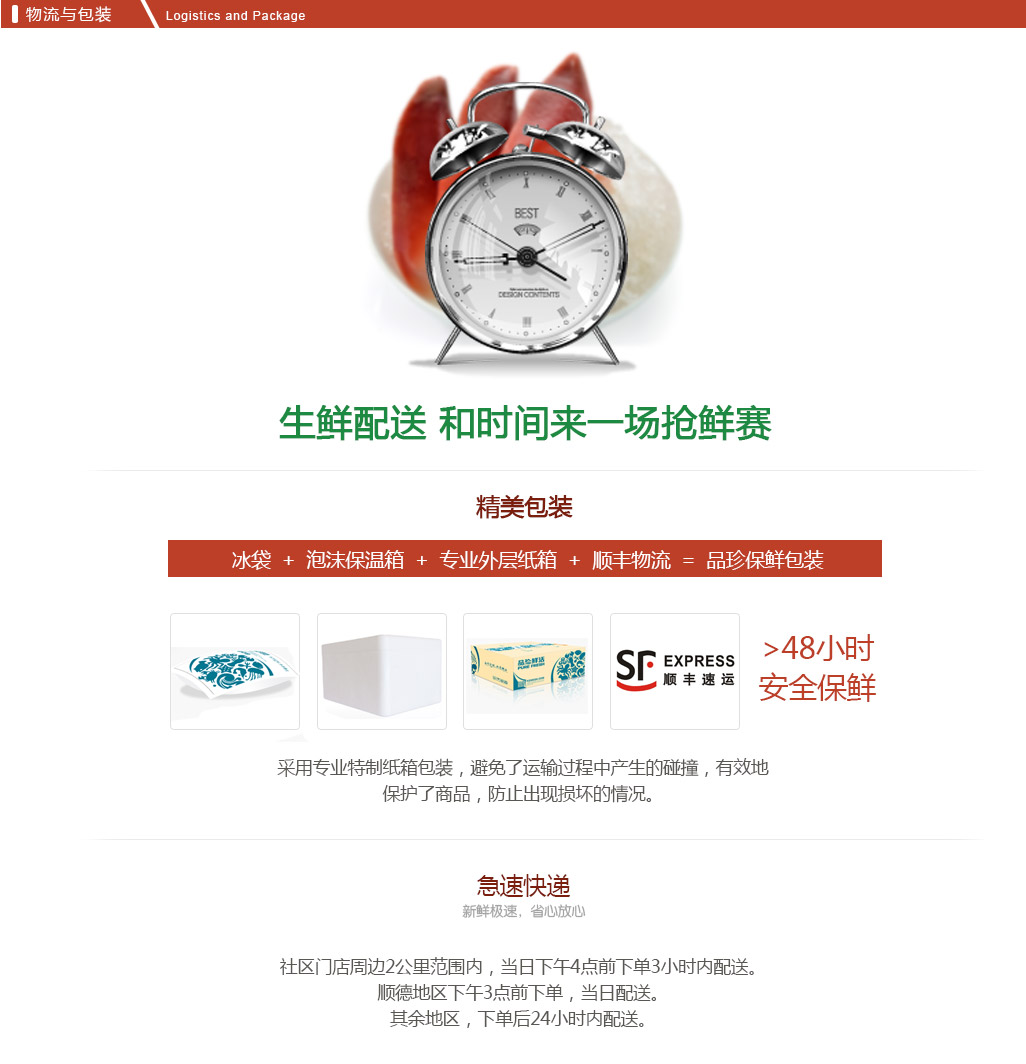 物流与包装
Logistics and Package
BEST
DESIGN CONTENTS
生鲜配送 和时间来一场抢鲜赛
精美包装
冰袋 + 泡沫保温箱 + 专业外层纸箱 + 顺丰物流 = 品珍保鲜包装
品珍鲜活
PURE FRESH
SF EXPRESS
顺丰速运
>48小时
安全保鲜
采用专业特制纸箱包装，避免了运输过程中产生的碰撞，有效地
保护了商品，防止出现损坏的情况。
急速快递
新鲜极速，省心放心
社区门店周边2公里范围内，当日下午4点前下单3小时内配送。
顺德地区下午3点前下单，当日配送。
其余地区，下单后24小时内配送。